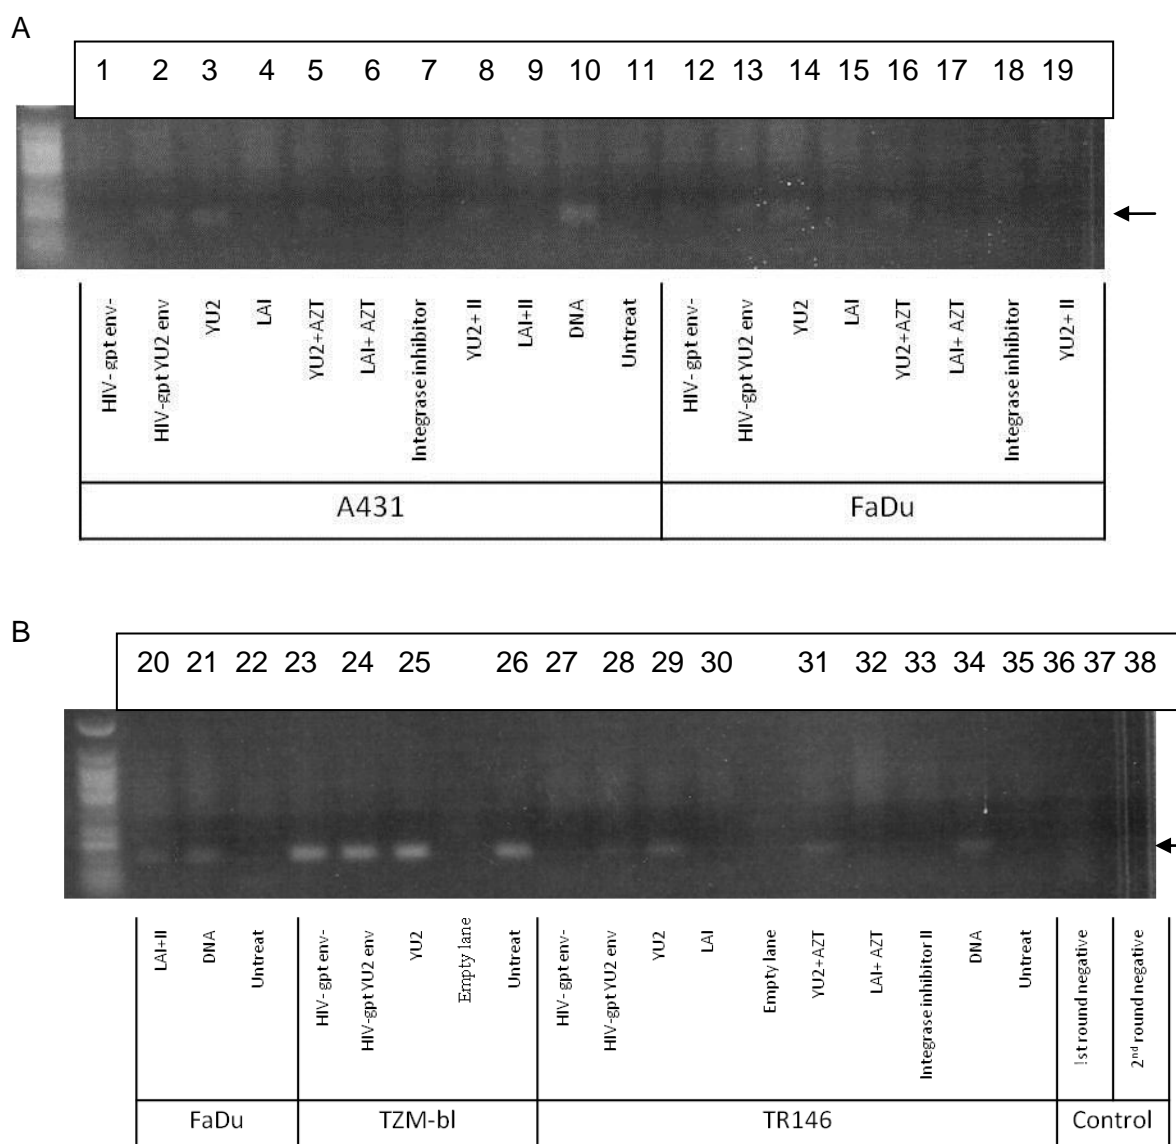 A
1 2 3 4 5 6 7 8 9 10 11 12 13 14 15 16 17 18 19
HIV- gpt env-
HIV-gpt YU2 env
YU2
LAI
YU2+AZT
LAI+ AZT
Integrase inhibitor
YU2+ II
LAI+II
DNA
Untreat
HIV- gpt env-
HIV-gpt YU2 env
YU2
LAI
YU2+AZT
LAI+ AZT
Integrase inhibitor
YU2+ II
A431 FaDu
B
20 21 22 23 24 25 26 27 28 29 30 31 32 33 34 35 36 37 38
LAI+II
DNA
Untreat
HIV- gpt env-
HIV-gpt YU2 env
YU2
Empty lane
Untreat
HIV- gpt env-
HIV-gpt YU2 env
YU2
LAI
Empty lane
YU2+AZT
LAI+ AZT
Integrase inhibitor II
DNA
Untreat
!st round negative
2nd round negative
FaDu TZM-bl TR146 Control